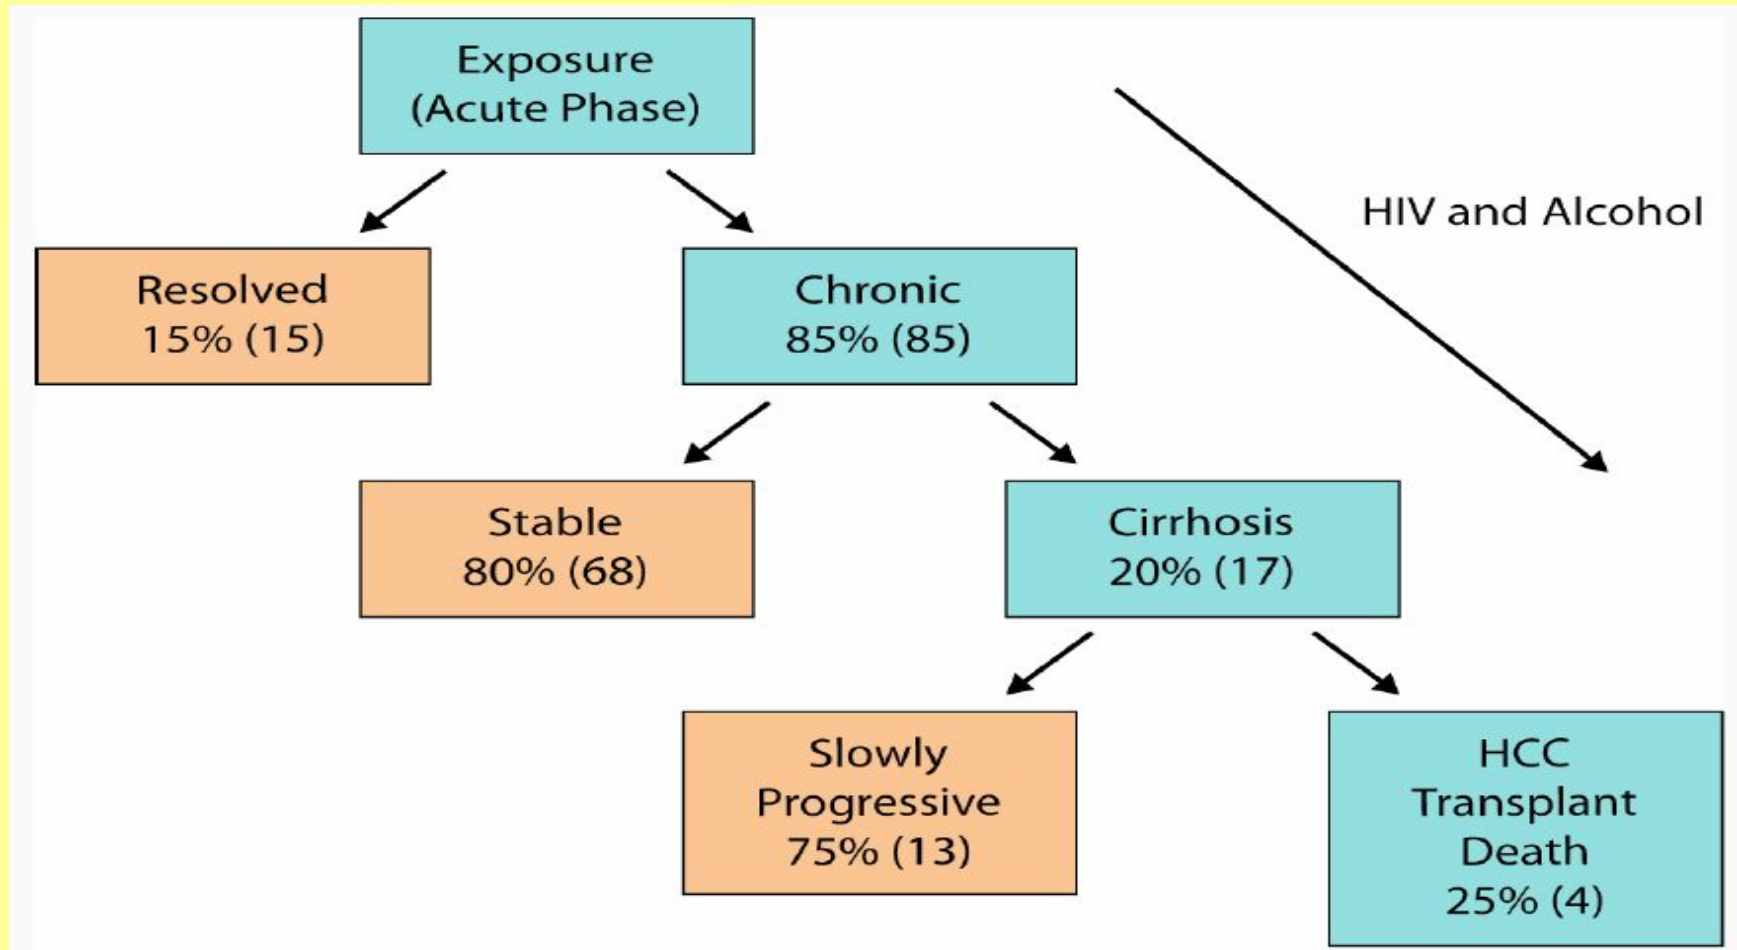 Exposure
(Acute Phase)
HIV and Alcohol
Resolved
15% (15)
Chronic
85% (85)
Stable
80% (68)
Cirrhosis
20% (17)
Slowly
Progressive
75% (13)
HCC
Transplant
Death
25% (4)